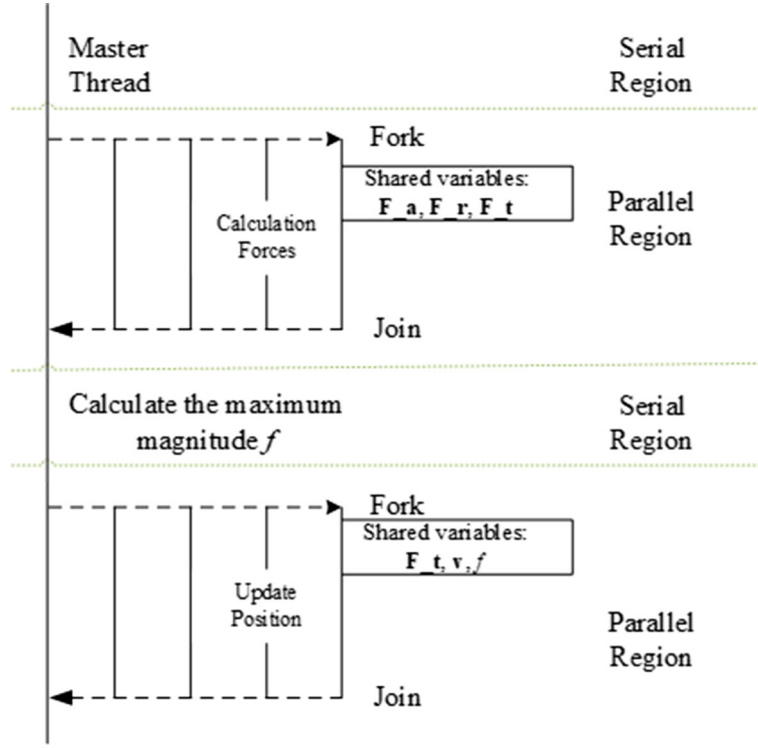 Master
Thread
Serial
Region
Fork
Shared variables:
F_a, F_r, F_t
Calculation
Forces
Parallel
Region
Join
Calculate the maximum
magnitude f
Serial
Region
Fork
Shared variables:
F_t, v, f
Update
Position
Parallel
Region
Join